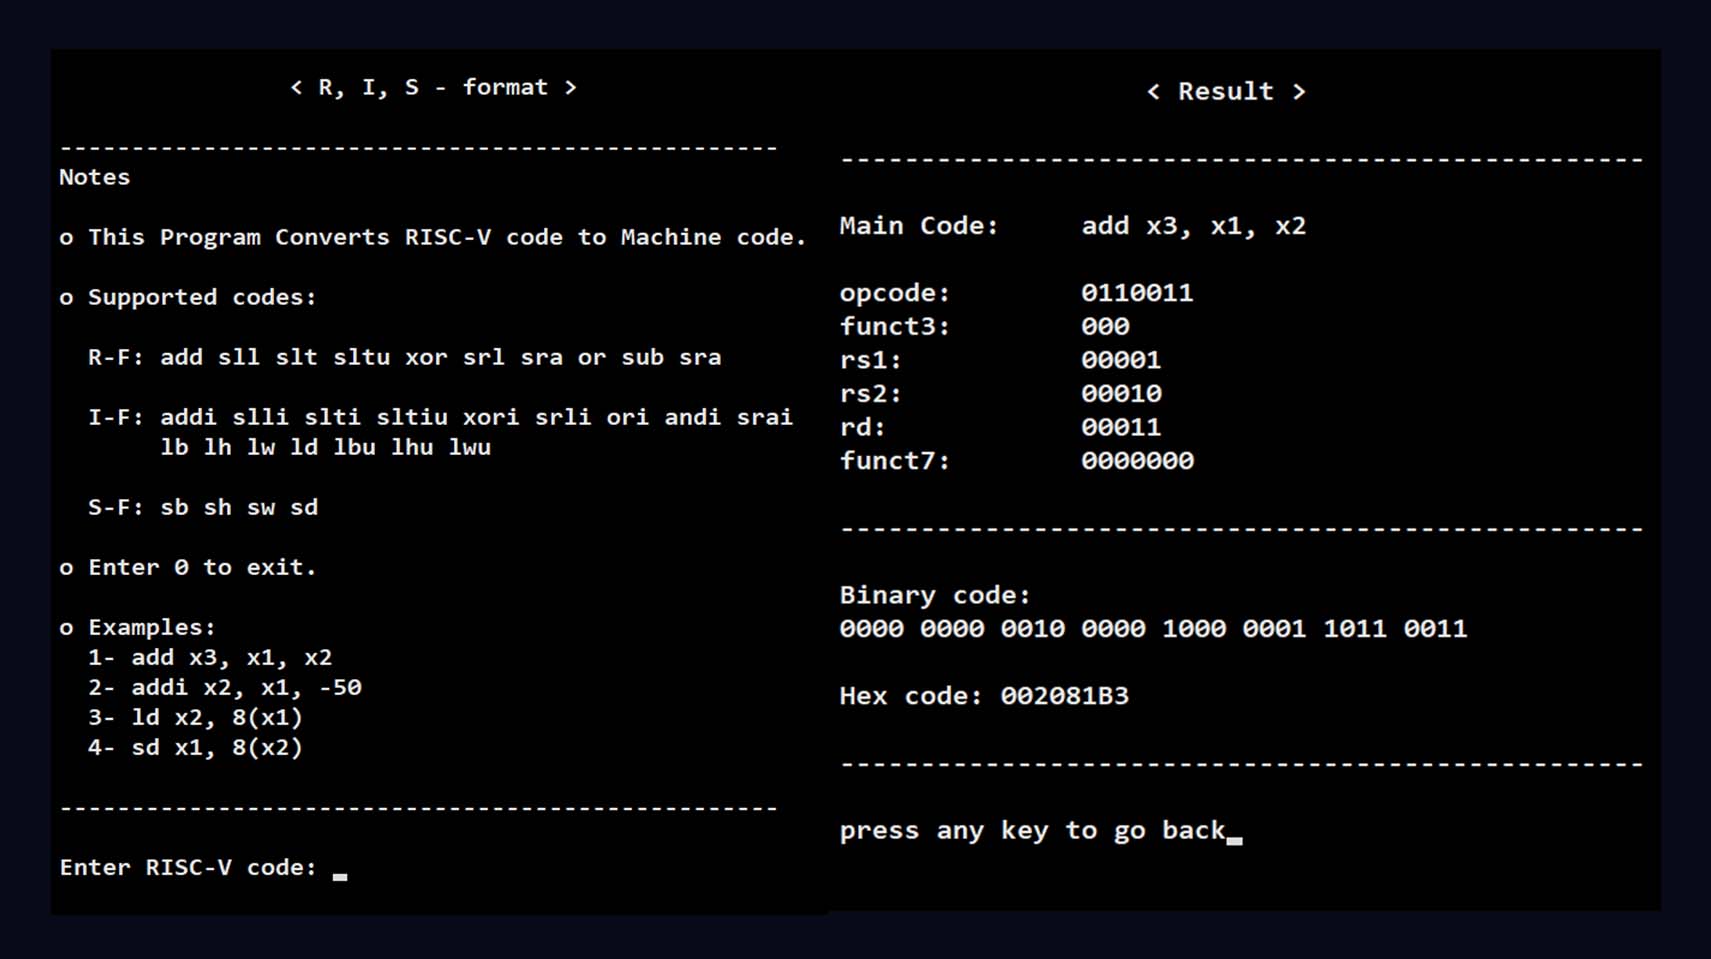 < R, I, S - format >
--------------------------------------------------
Notes
o This Program Converts RISC-V code to Machine code.
o Supported codes:
R-F: add sll slt sltu xor srl sra or sub sra
I-F: addi slli slti sltiu xori srli ori andi srai
lb lh lw ld lbu lhu lwu
S-F: sb sh sw sd
o Enter 0 to exit.
o Examples:
1- add x3, x1, x2
2- addi x2, x1, -50
3- ld x2, 8(x1)
4- sd x1, 8(x2)
--------------------------------------------------
Enter RISC-V code: _
< Result >
--------------------------------------------------
Main Code: add x3, x1, x2
opcode: 0110011
funct3: 000
rs1: 00001
rs2: 00010
rd: 00011
funct7: 0000000
--------------------------------------------------
Binary code:
0000 0000 0010 0000 1000 0001 1011 0011
Hex code: 002081B3
--------------------------------------------------
press any key to go back_